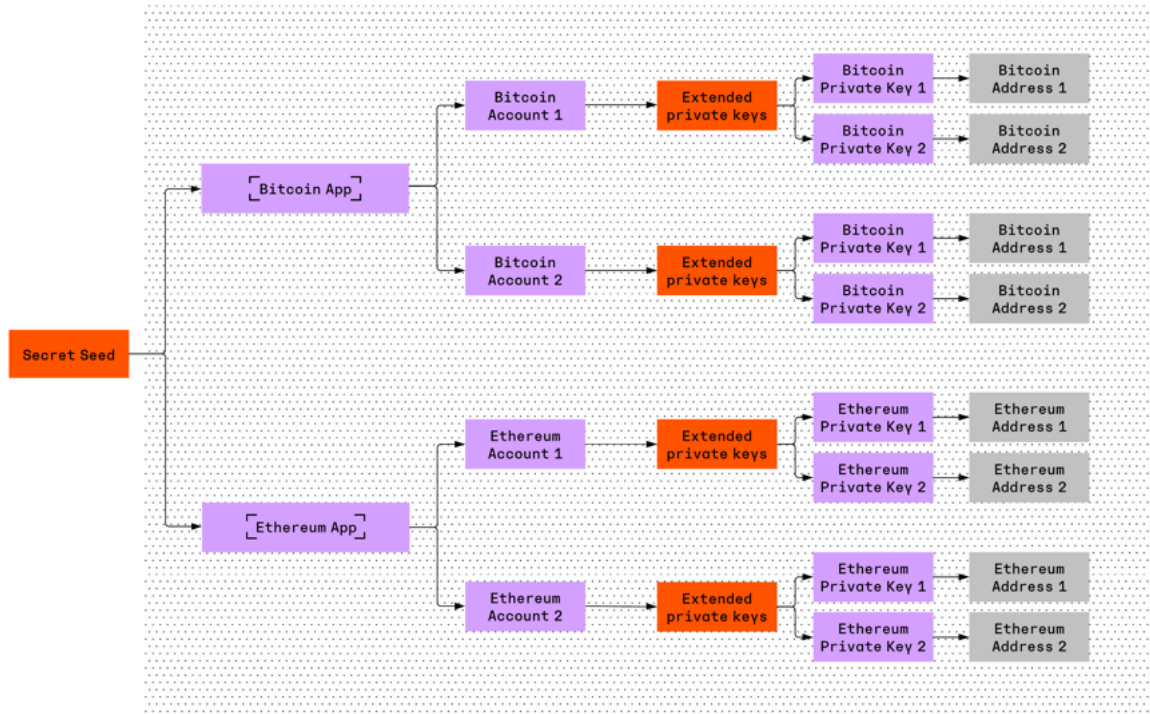 Bitcoin
Private Key 1
Bitcoin
Address 1
Bitcoin
Account 1
Extended
private keys
Bitcoin
Private Key 2
Bitcoin
Address 2
Bitcoin App
Bitcoin
Private Key 1
Bitcoin
Address 1
Bitcoin
Account 2
Extended
private keys
Bitcoin
Private Key 2
Bitcoin
Address 2
Secret Seed
Ethereum
Private Key 1
Ethereum
Address 1
Ethereum
Account 1
Extended
private keys
Ethereum
Private Key 2
Ethereum
Address 2
Ethereum App
Ethereum
Private Key 1
Ethereum
Address 1
Ethereum
Account 2
Extended
private keys
Ethereum
Private Key 2
Ethereum
Address 2